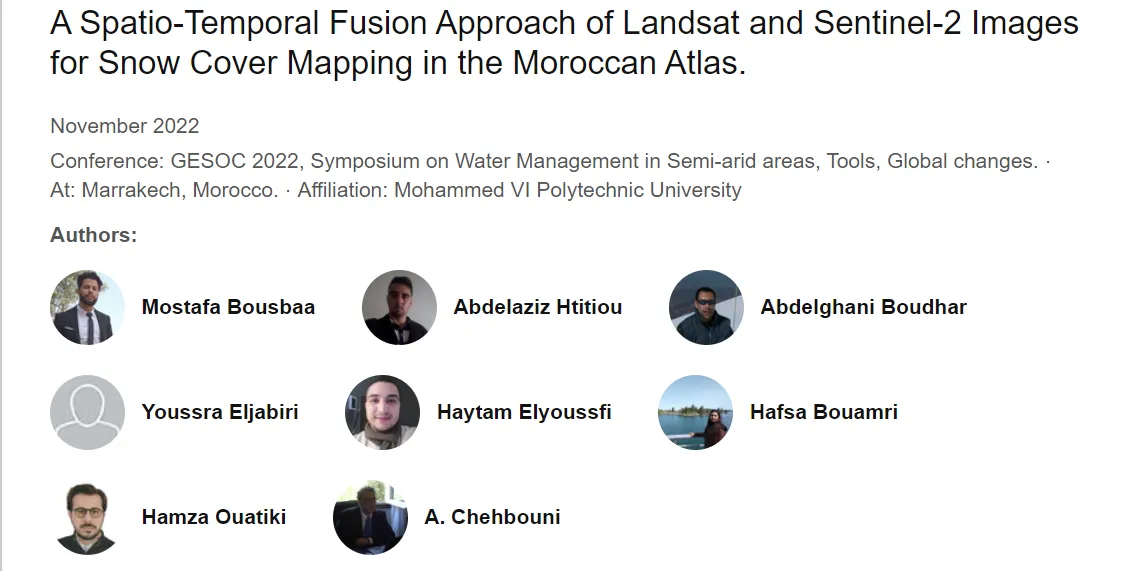 A Spatio-Temporal Fusion Approach of Landsat and Sentinel-2 Images
for Snow Cover Mapping in the Moroccan Atlas.
November 2022
Conference: GESOC 2022, Symposium on Water Management in Semi-arid areas, Tools, Global changes. ·
At: Marrakech, Morocco. · Affiliation: Mohammed VI Polytechnic University
Authors:
Mostafa Bousbaa
Abdelaziz Htitiou
Abdelghani Boudhar
Youssra Eljabiri
Haytam Elyoussfi
Hafsa Bouamri
Hamza Ouatiki
A. Chehbouni